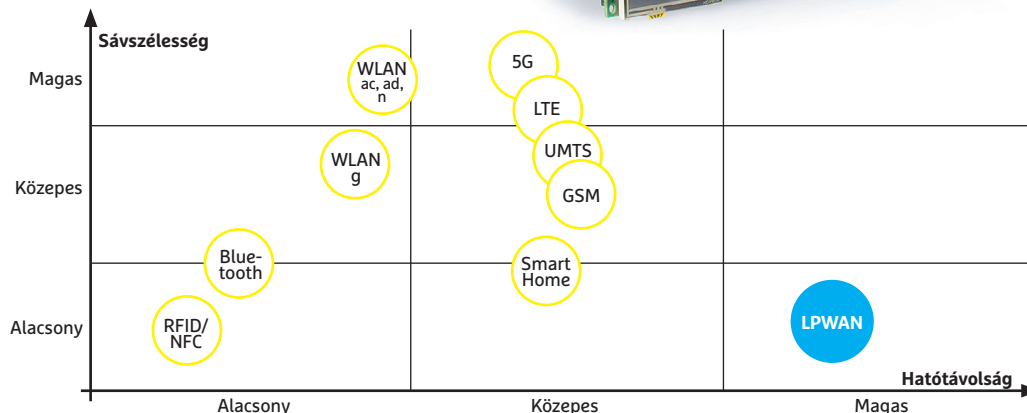 Sávszélesség
Magas
Közepes
Alacsony
WLAN
ac, ad,
n
5G
LTE
WLAN
g
UMTS
GSM
Blue-
tooth
Smart
Home
RFID/
NFC
LPWAN
Hatótávolság
Alacsony
Közepes
Magas